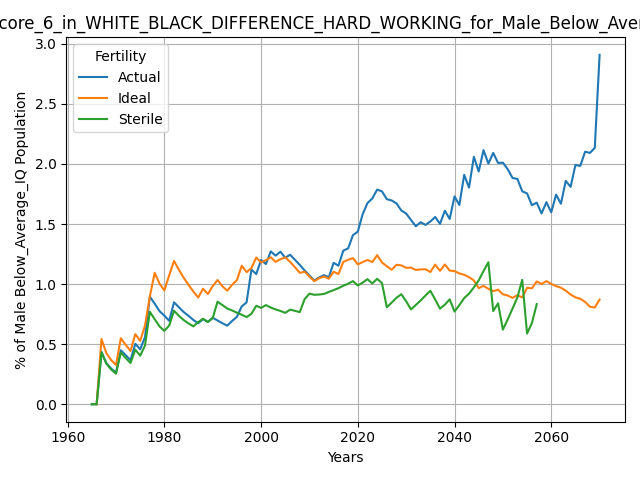 core_6_in_WHITE_BLACK_DIFFERENCE_HARD_WORKING_for_Male_Below_Aver
Fertility
Actual
Ideal
Sterile
% of Male Below_Average_IQ Population
3.0
2.5
2.0
1.5
1.0
0.5
0.0
1960 1980 2000 2020 2040 2060
Years